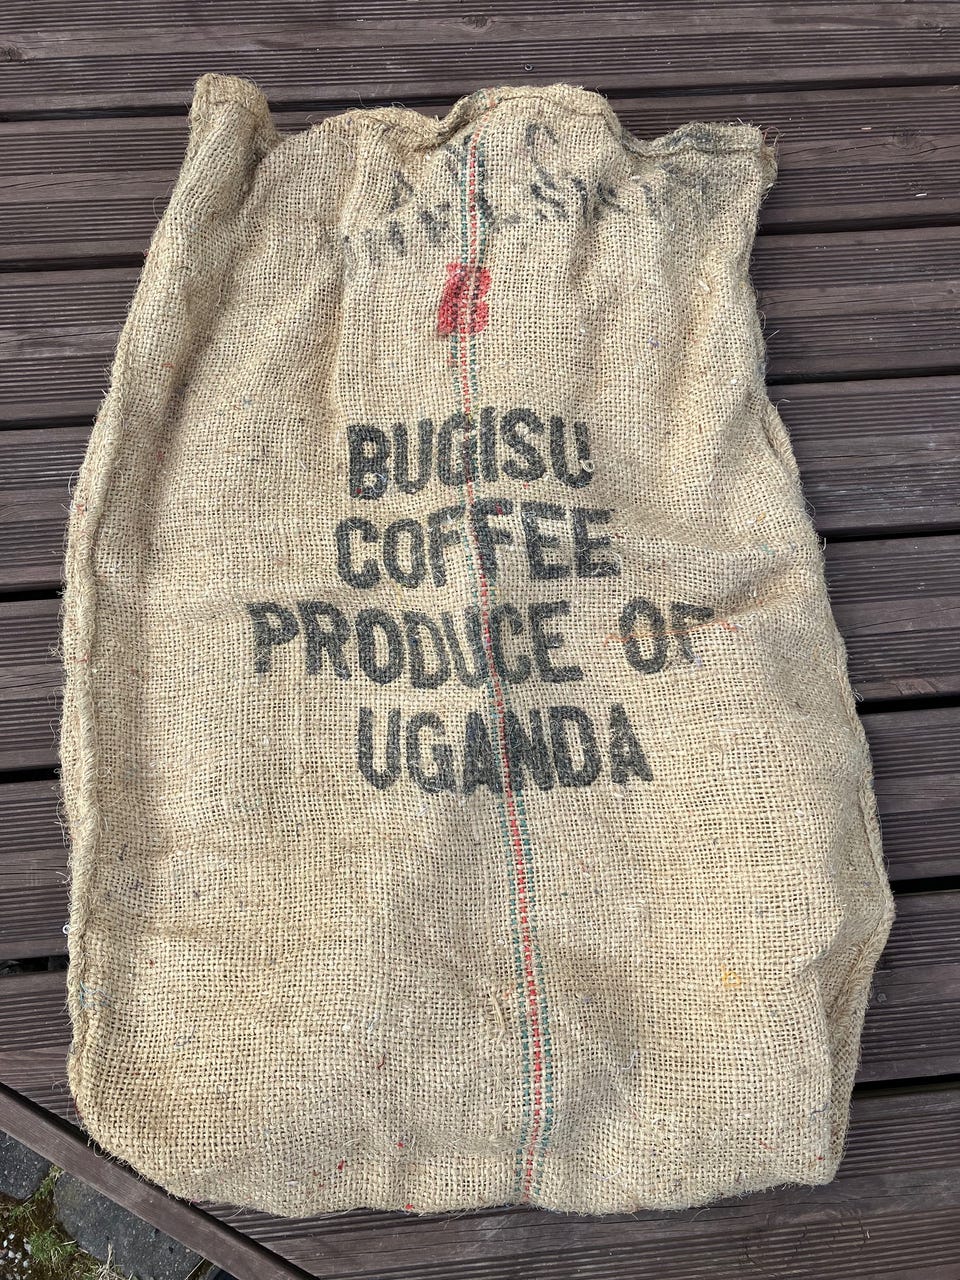 B
BUGISU
COFFEE
PRODUCE OF
UGANDA